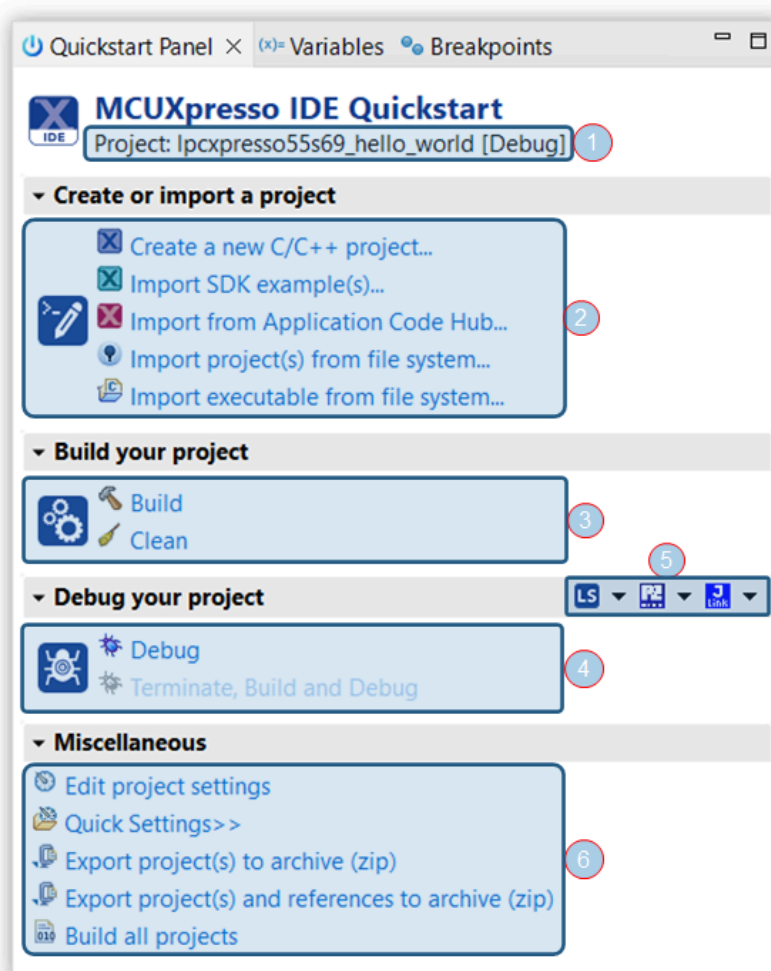 Quickstart Panel (x)= Variables Breakpoints
MCUXpresso IDE Quickstart
IDE
Project: lpcxpresso55s69_hello_world [Debug] 1
Create or import a project
Create a new C/C++ project...
Import SDK example(s)...
Import from Application Code Hub... 2
Import project(s) from file system...
Import executable from file system...
Build your project
Build
3
Clean
5
Debug your project LS PE J Link
Debug
4
Terminate, Build and Debug
Miscellaneous
Edit project settings
Quick Settings>>
Export project(s) to archive (zip) 6
Export project(s) and references to archive (zip)
010 Build all projects